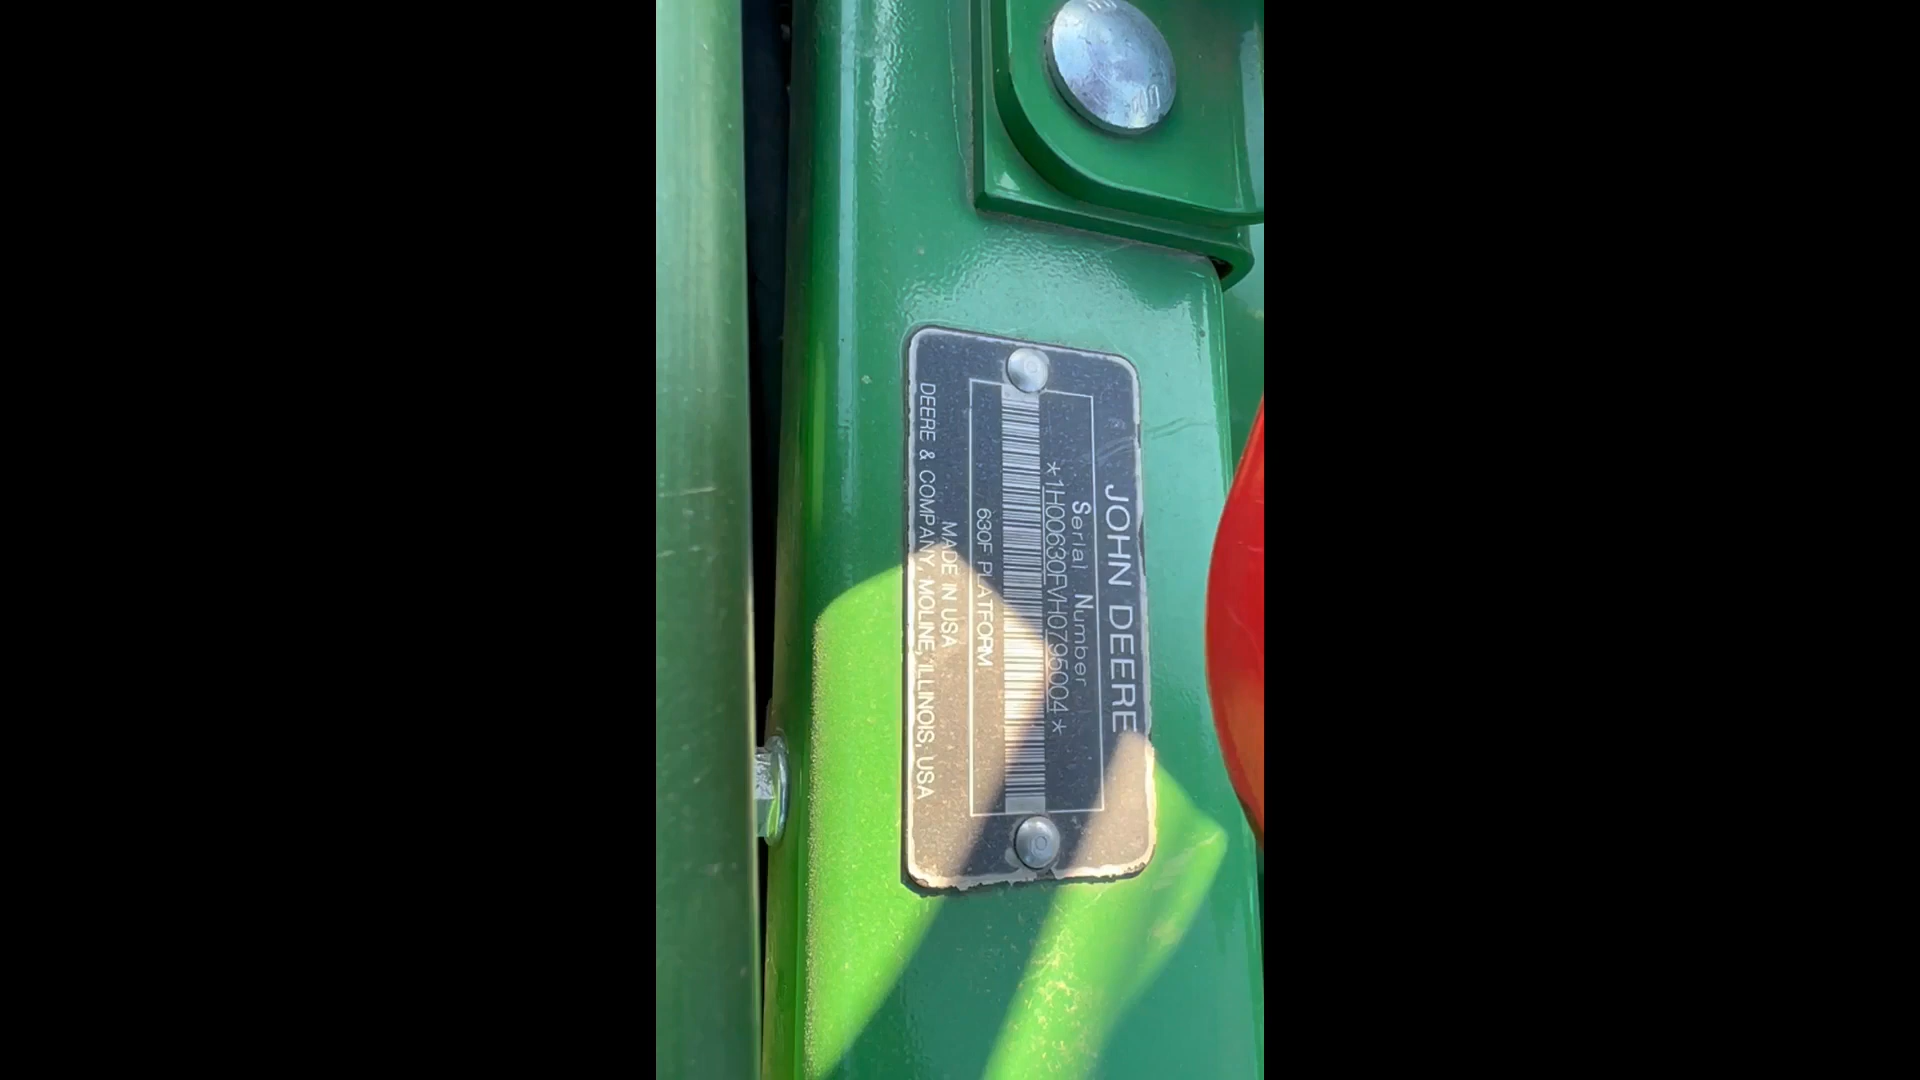 JOHN DEERE
Serial Number
*1H00630FVH0795004*
630F PLATFORM
MADE IN USA
DEERE & COMPANY, MOLINE, ILLINOIS, USA